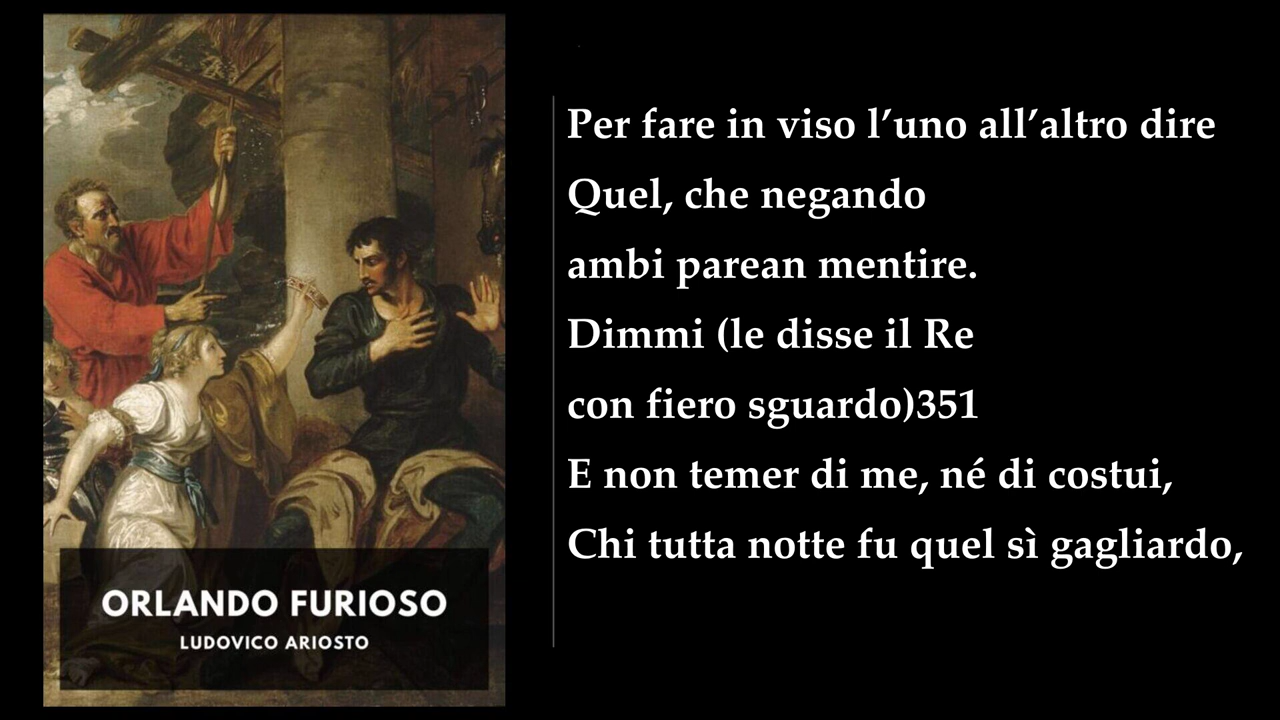 ORLANDO FURIOSO
LUDOVICO ARIOSTO
Per fare in viso l’uno all’altro dire
Quel, che negando
ambi parean mentire.
Dimmi (le disse il Re
con fiero sguardo)351
E non temer di me, né di costui,
Chi tutta notte fu quel sì gagliardo,